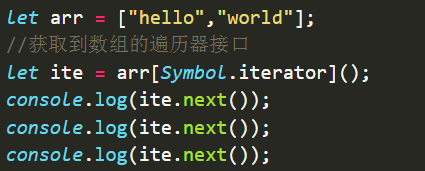 let arr = ["hello","world"];
//获取到数组的遍历器接口
let ite = arr[Symbol.iterator]();
console.log(ite.next());
console.log(ite.next());
console.log(ite.next());